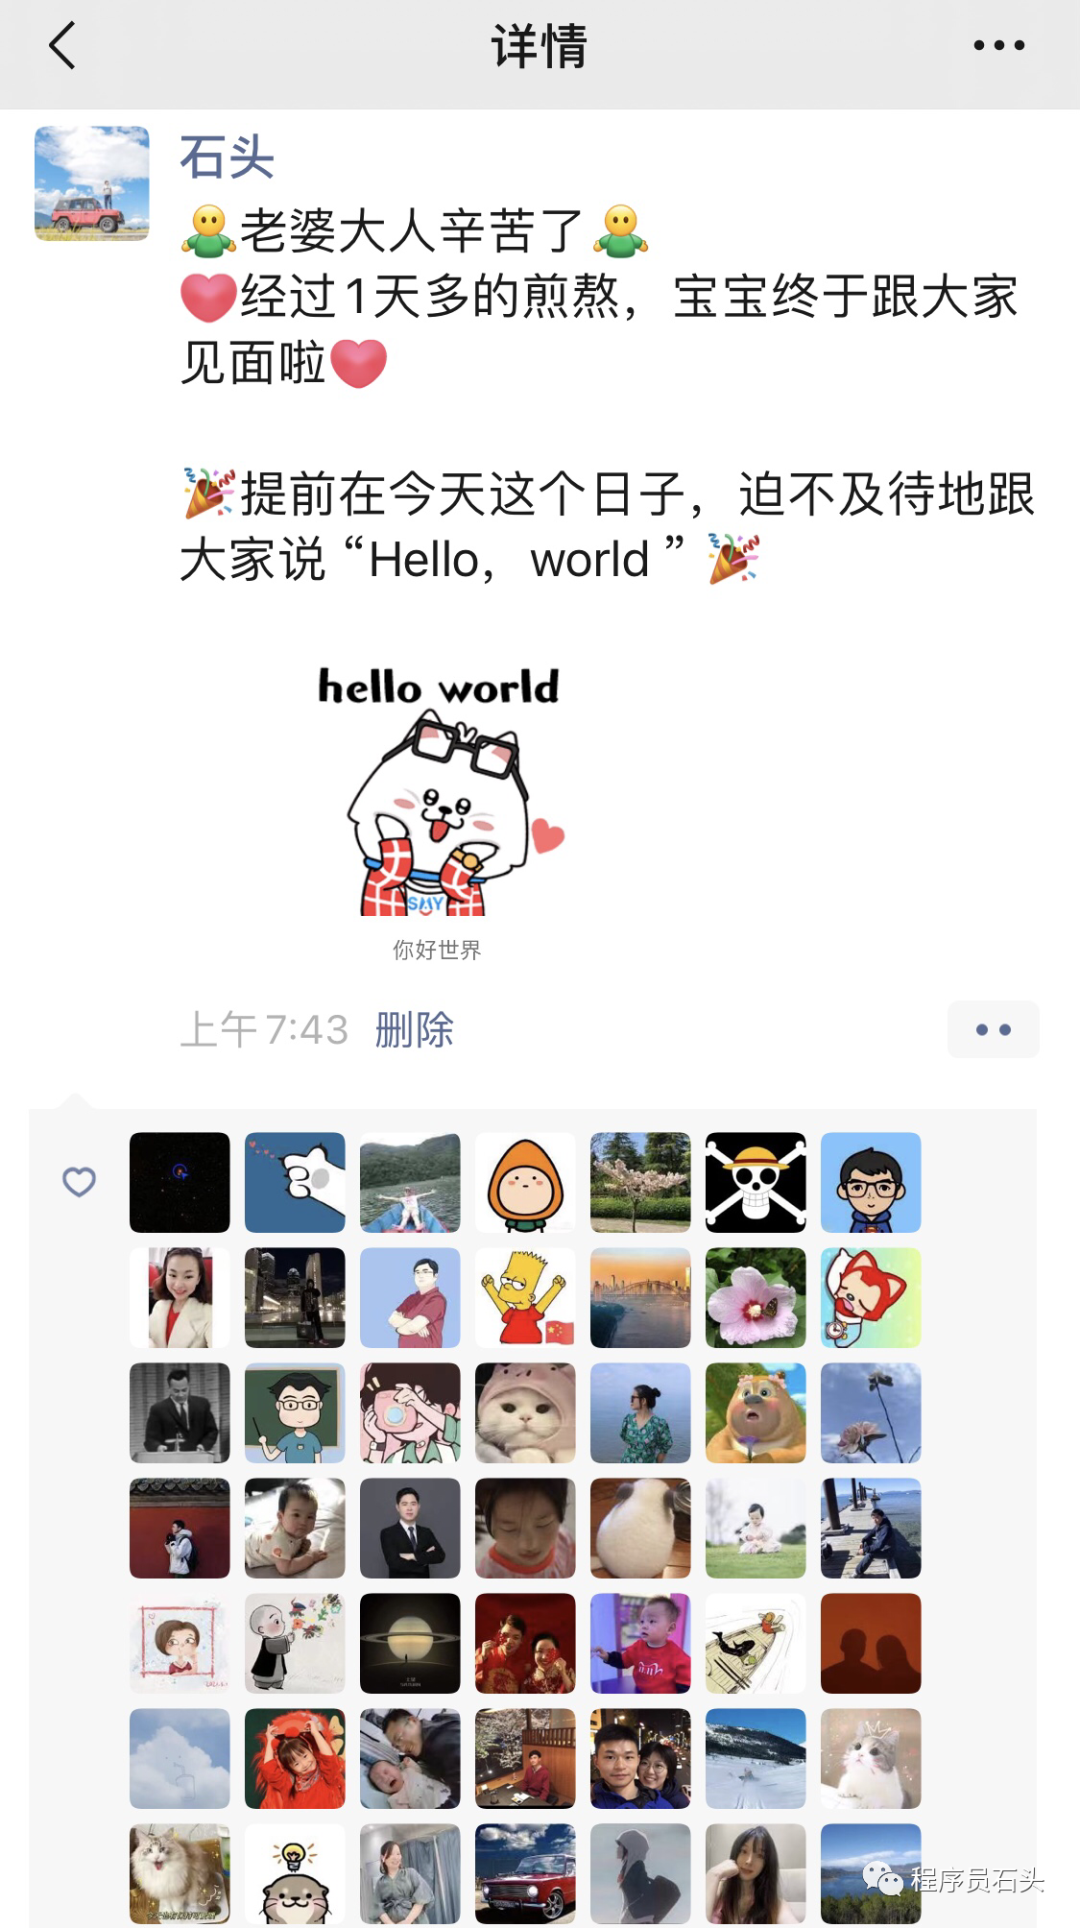 详情
石头
老婆大人辛苦了
经过1天多的煎熬，宝宝终于跟大家
见面啦
提前在今天这个日子，迫不及待地跟
大家说“Hello，world”
hello world
SAY
你好世界
上午7:43 删除
程序员石头